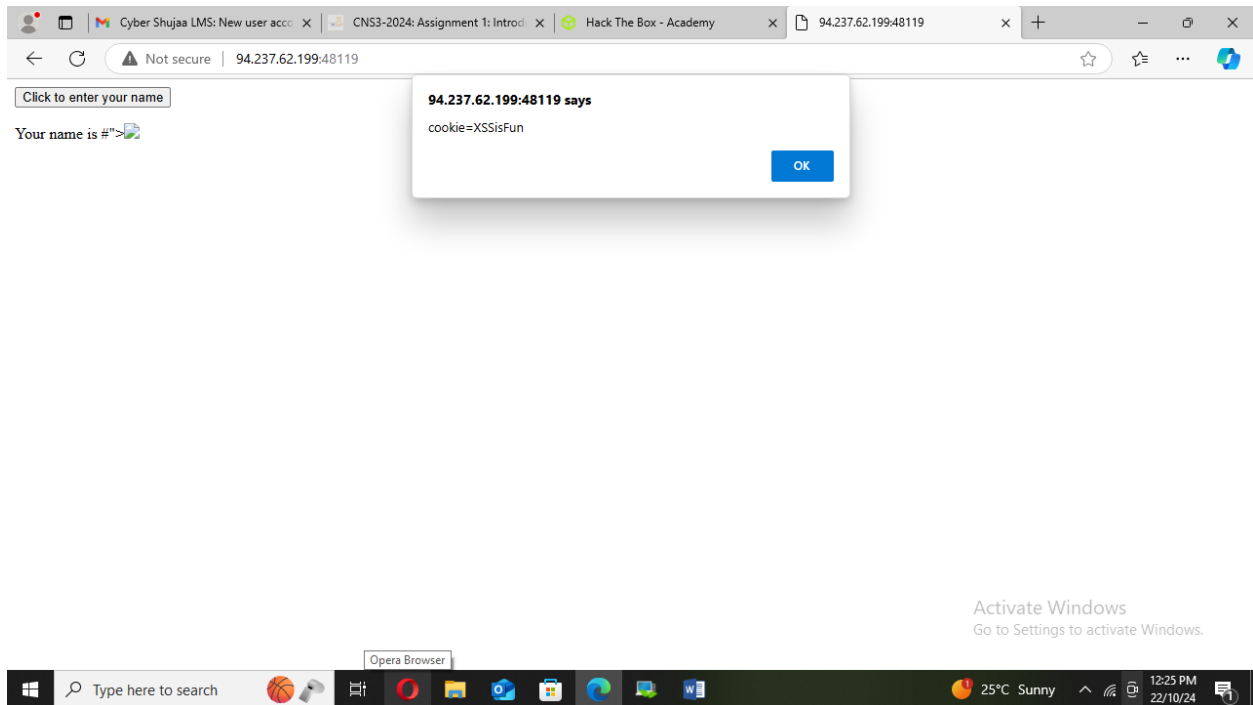 Cyber Shujaa LMS: New user acco
CNS3-2024: Assignment 1: Introd
Hack The Box - Academy
94.237.62.199:48119
Not secure
94.237.62.199:48119
Click to enter your name
Your name is #">
94.237.62.199:48119 says
cookie=XSSisFun
OK
Activate Windows
Go to Settings to activate Windows.
Opera Browser
Type here to search
25°C Sunny
12:25 PM
22/10/24
1